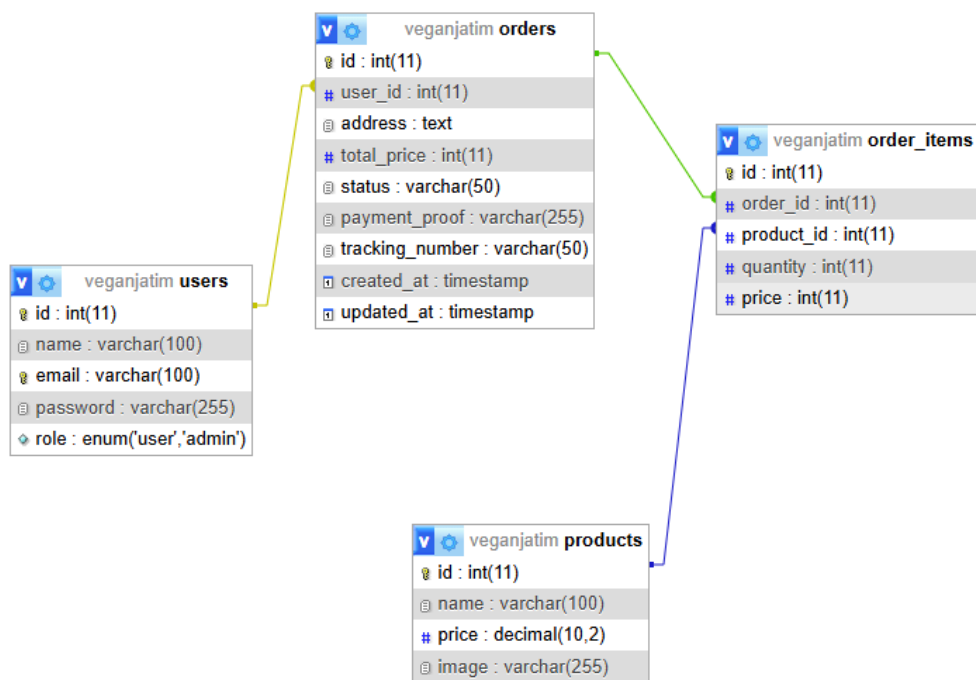 veganjatim orders
id : int(11)
user_id : int(11)
address : text
total_price : int(11)
status : varchar(50)
payment_proof : varchar(255)
tracking_number : varchar(50)
created_at : timestamp
updated_at : timestamp
veganjatim order_items
id : int(11)
order_id : int(11)
product_id : int(11)
quantity : int(11)
price : int(11)
veganjatim users
id : int(11)
name : varchar(100)
email : varchar(100)
password : varchar(255)
role : enum('user','admin')
veganjatim products
id : int(11)
name : varchar(100)
price : decimal(10,2)
image : varchar(255)